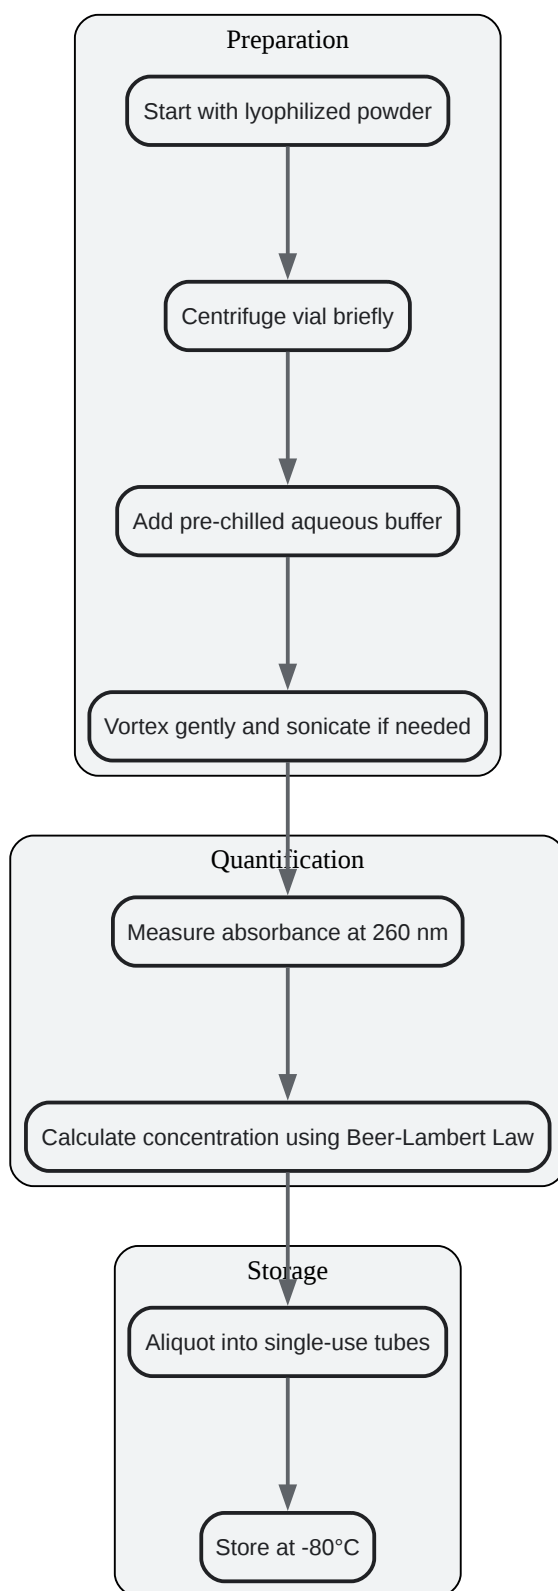 Preparation
Start with lyophilized powder
Centrifuge vial briefly
Add pre-chilled aqueous buffer
Vortex gently and sonicate if needed
Quantification
Measure absorbance at 260 nm
Calculate concentration using Beer-Lambert Law
Storage
Aliquot into single-use tubes
Store at -80°C